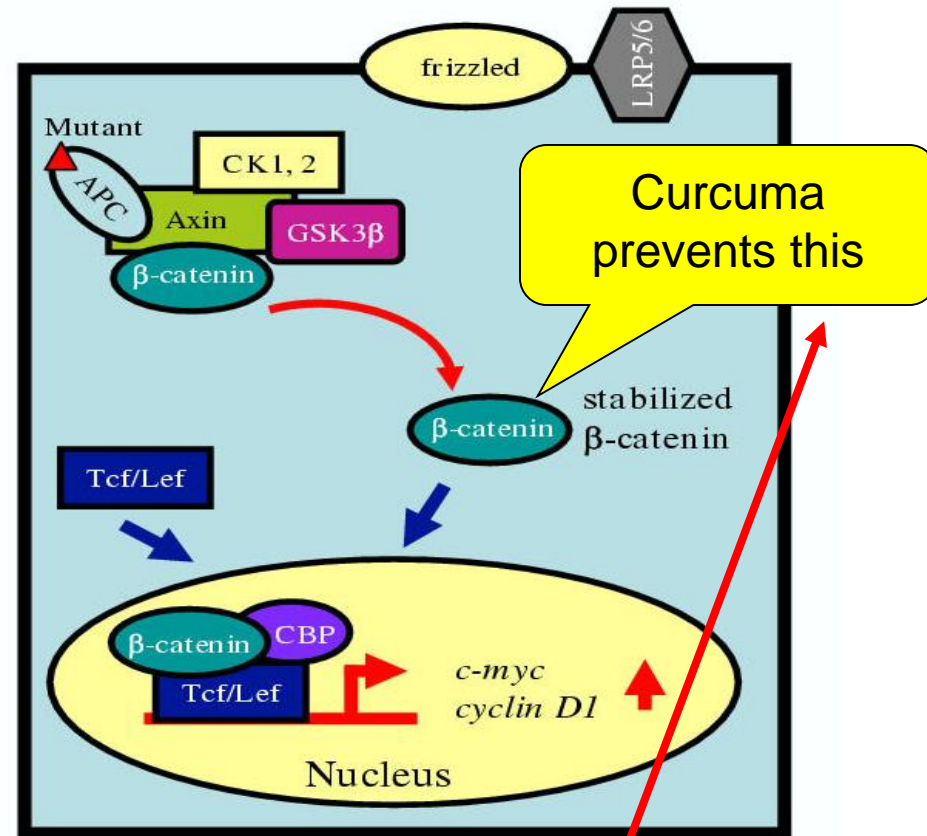 frizzled
LRP5/6
Mutant
APC
CK1, 2
Axin
GSK3β
β-catenin
Curcuma
prevents this
β-catenin
stabilized
β-catenin
Tcf/Lef
β-catenin
CBP
Tcf/Lef
c-myc
cyclin D1
Nucleus